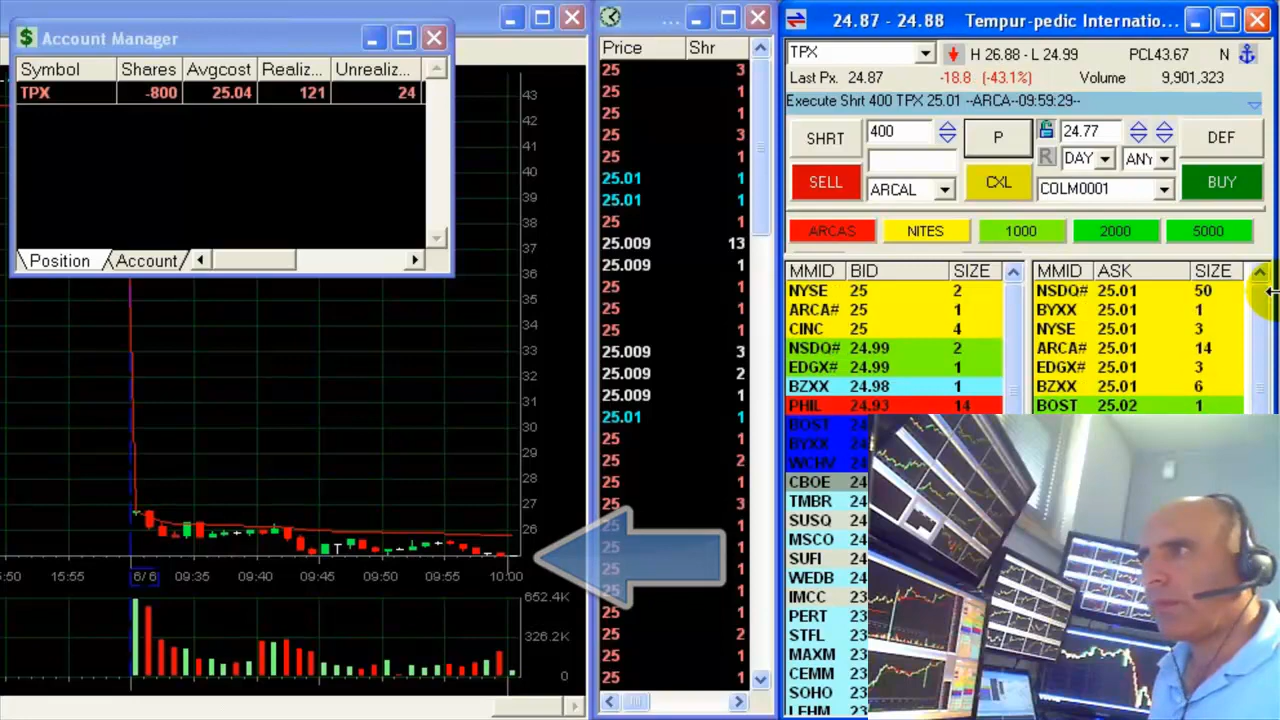 Account Manager
Symbol Shares Avgcost Realiz... Unrealiz...
TPX -800 25.04 121 24
Position Account
43
42
41
40
39
38
37
36
35
34
33
32
31
30
29
28
27
26
5:50 15:55 6/6 09:35 09:40 09:45 09:50 09:55 10:00
652.4K
326.2K
0
...
Price Shr
25 3
25 1
25 1
25 3
25 1
25.01 1
25.01 1
25 1
25.009 13
25.009 1
25 1
25 1
25 1
25.009 3
25.009 2
25.009 1
25.01 1
25 1
25 2
25 1
25 3
25 1
25 1
25 1
25 1
25 1
25 2
25 1
25 1
24.87 - 24.88 Tempur-pedic Internatio...
TPX H 26.88 - L 24.99 PCL43.67 N
Last Px. 24.87 -18.8 (-43.1%) Volume 9,901,323
Execute Shrt 400 TPX 25.01 --ARCA--09:59:29--
SHRT 400 P 24.77 DEF
R DAY ANY
SELL ARCAL CXL COLM0001 BUY
ARCAS NITES 1000 2000 5000
MMID BID SIZE MMID ASK SIZE
NYSE 25 2 NSDQ# 25.01 50
ARCA# 25 1 BYXX 25.01 1
CINC 25 4 NYSE 25.01 3
NSDQ# 24.99 2 ARCA# 25.01 14
EDGX# 24.99 1 EDGX# 25.01 3
BZXX 24.98 1 BZXX 25.01 6
PHIL 24.93 14 BOST 25.02 1
BOST 24
BYXX 24
WCHV 24
CBOE 24
TMBR 24
SUSQ 24
MSCO 24
SUFI 24
WEDB 24
IMCC 24
PERT 24
STFL 23
MAXM 23
CEMM 23
SOHO 23
LEHM 23